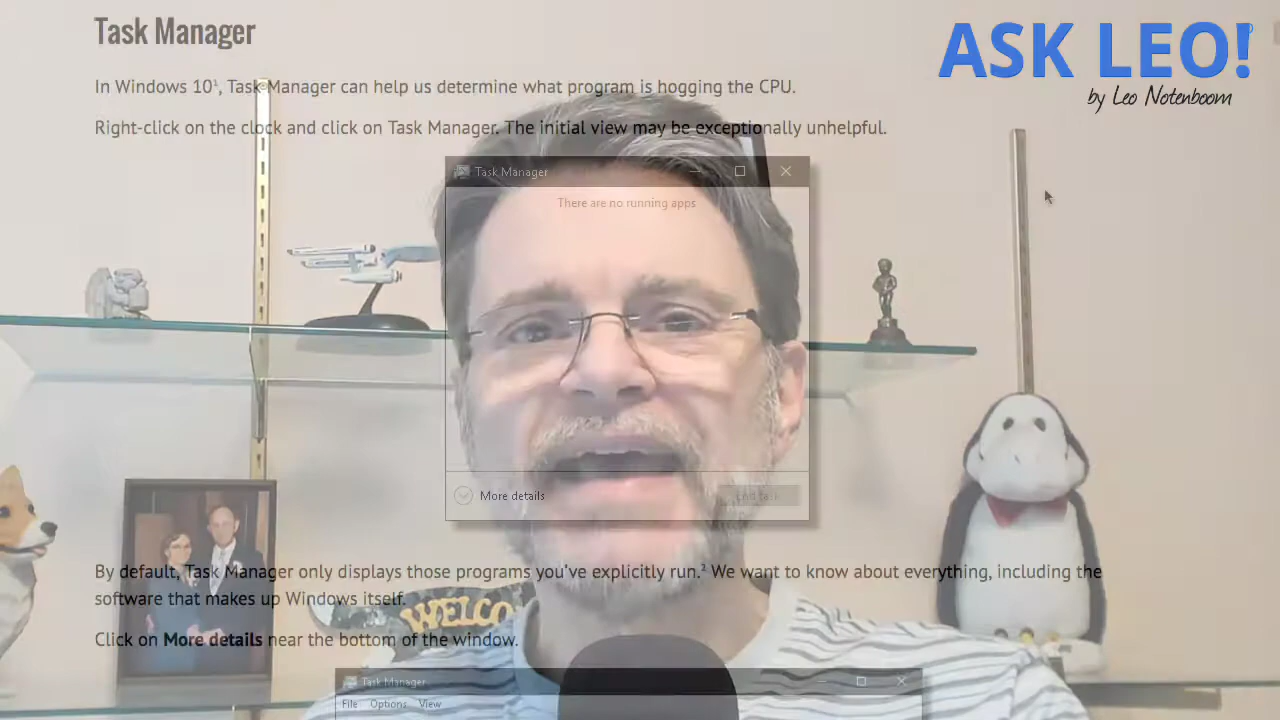 Task Manager
ASK LEO!
by Leo Notenboom
In Windows 10¹, Task Manager can help us determine what program is hogging the CPU.
Right-click on the clock and click on Task Manager. The initial view may be exceptionally unhelpful.
Task Manager
There are no running apps
More details
End task
By default, Task Manager only displays those programs you've explicitly run.² We want to know about everything, including the
software that makes up Windows itself.
WELCO
Click on More details near the bottom of the window.
Task Manager
File Options View